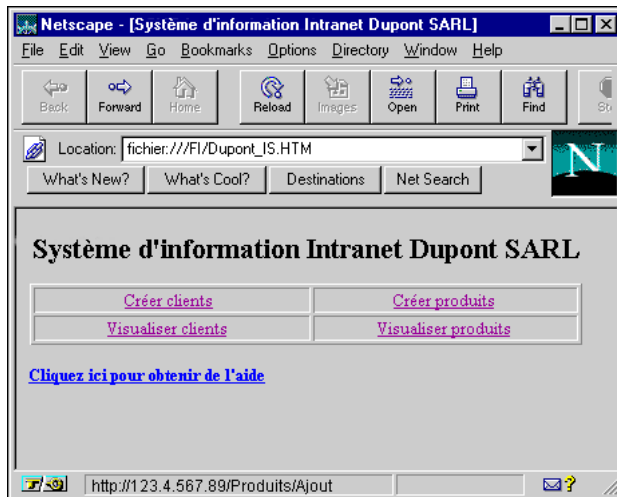 Netscape - [Système d'information Intranet Dupont SARL]
File Edit View Go Bookmarks Options Directory Window Help
Back Forward Home Reload Images Open Print Find
Location: fichier:///FI/Dupont_IS.HTM
N
What's New? What's Cool? Destinations Net Search
Système d'information Intranet Dupont SARL
Créer clients Créer produits
Visualiser clients Visualiser produits
Cliquez ici pour obtenir de l'aide
http://123.4.567.89/Produits/Ajout